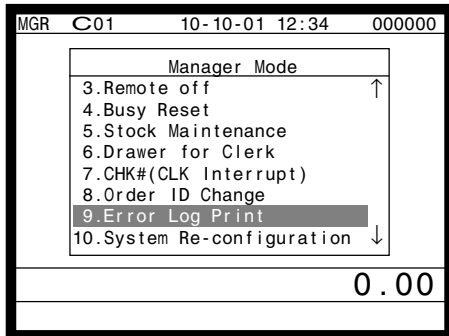 MGR C01 10-10-01 12:34 000000
Manager Mode
3.Remote off ↑
4.Busy Reset
5.Stock Maintenance
6.Drawer for Clerk
7.CHK#(CLK Interrupt)
8.Order ID Change
9.Error Log Print
10.System Re-configuration ↓
0.00